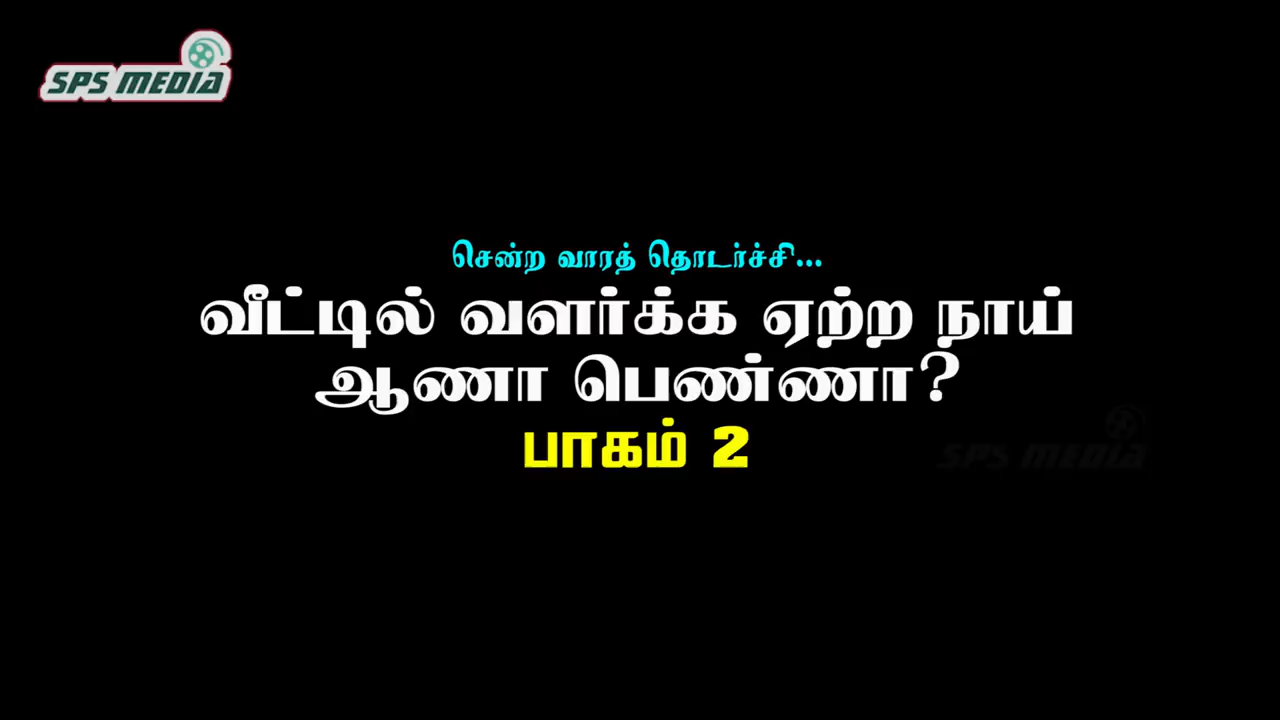 SPS MEDIA
சென்ற வாரத் தொடர்ச்சி...
வீட்டில் வளர்க்க ஏற்ற நாய்
ஆணா பெண்ணா?
பாகம் 2
SPS MEDIA